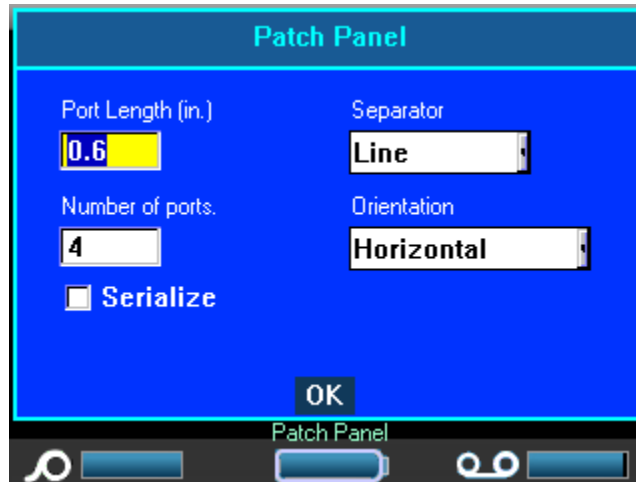 Patch Panel
Port Length (in.)
Separator
0.6
Line
Number of ports.
Orientation
4
Horizontal
Serialize
OK
Patch Panel